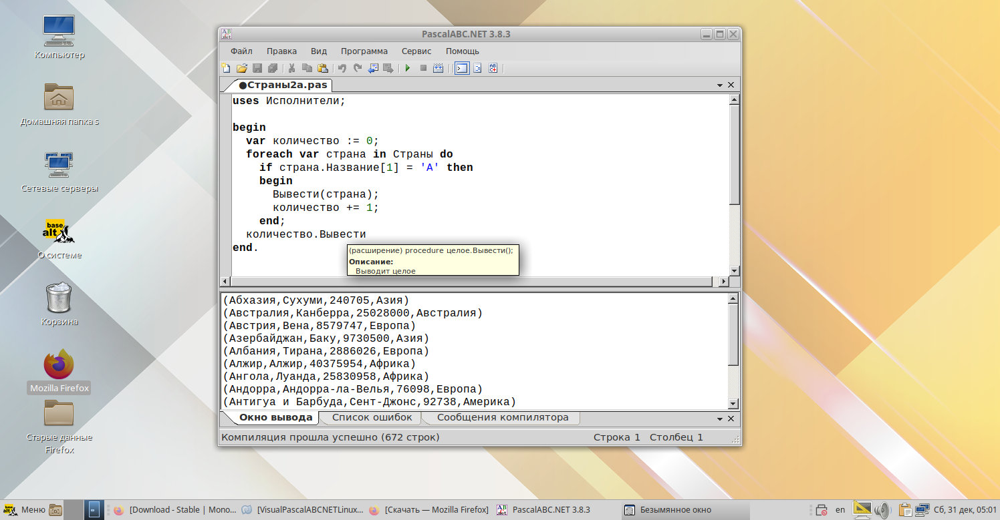 Компьютер
Домашняя папка s
Сетевые серверы
base
alt
О системе
Корзина
Mozilla Firefox
Старые данные
Firefox
PascalABC.NET 3.8.3
Файл Правка Вид Программа Сервис Помощь
●Страны2a.pas
uses Исполнители;
begin
var количество := 0;
foreach var страна in Страны do
if страна.Название[1] = 'А' then
begin
Вывести(страна);
количество += 1;
end;
количество.Вывести
end.
(расширение) procedure целое.Вывести();
Описание:
Выводит целое
(Абхазия,Сухуми,240705,Азия)
(Австралия,Канберра,25028000,Австралия)
(Австрия,Вена,8579747,Европа)
(Азербайджан,Баку,9730500,Азия)
(Албания,Тирана,2886026,Европа)
(Алжир,Алжир,40375954,Африка)
(Ангола,Луанда,25830958,Африка)
(Андорра,Андорра-ла-Велья,76098,Европа)
(Антигуа и Барбуда,Сент-Джонс,92738,Америка)
Окно вывода Список ошибок Сообщения компилятора
Компиляция прошла успешно (672 строк) Строка 1 Столбец 1
Меню [Download - Stable | Mono... [VisualPascalABCNETLinux... [Скачать — Mozilla Firefox] PascalABC.NET 3.8.3 Безымянное окно en Сб, 31 дек, 05:01